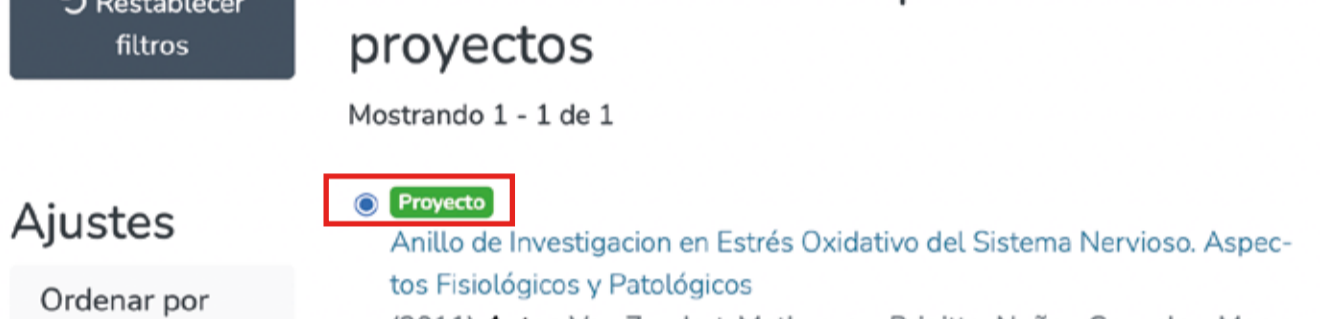 Restablecer
filtros
proyectos
Mostrando 1 - 1 de 1
Proyecto
Anillo de Investigacion en Estrés Oxidativo del Sistema Nervioso. Aspec-
tos Fisiológicos y Patológicos
Ajustes
Ordenar por